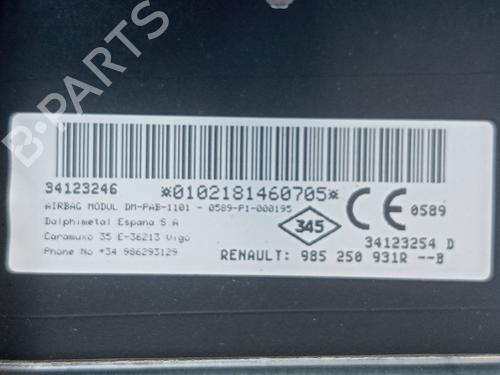 B-PARTS
34123246 *0102181460705*
AIRBAG MODUL DM-PAB-1101 - 0589-P1-000195
Dalphimetal Espana S.A
Caramuxo 35 E-36213 Vigo
Phone No +34 986293129
345
CE 0589
34123254 D
RENAULT: 985 250 931R --B